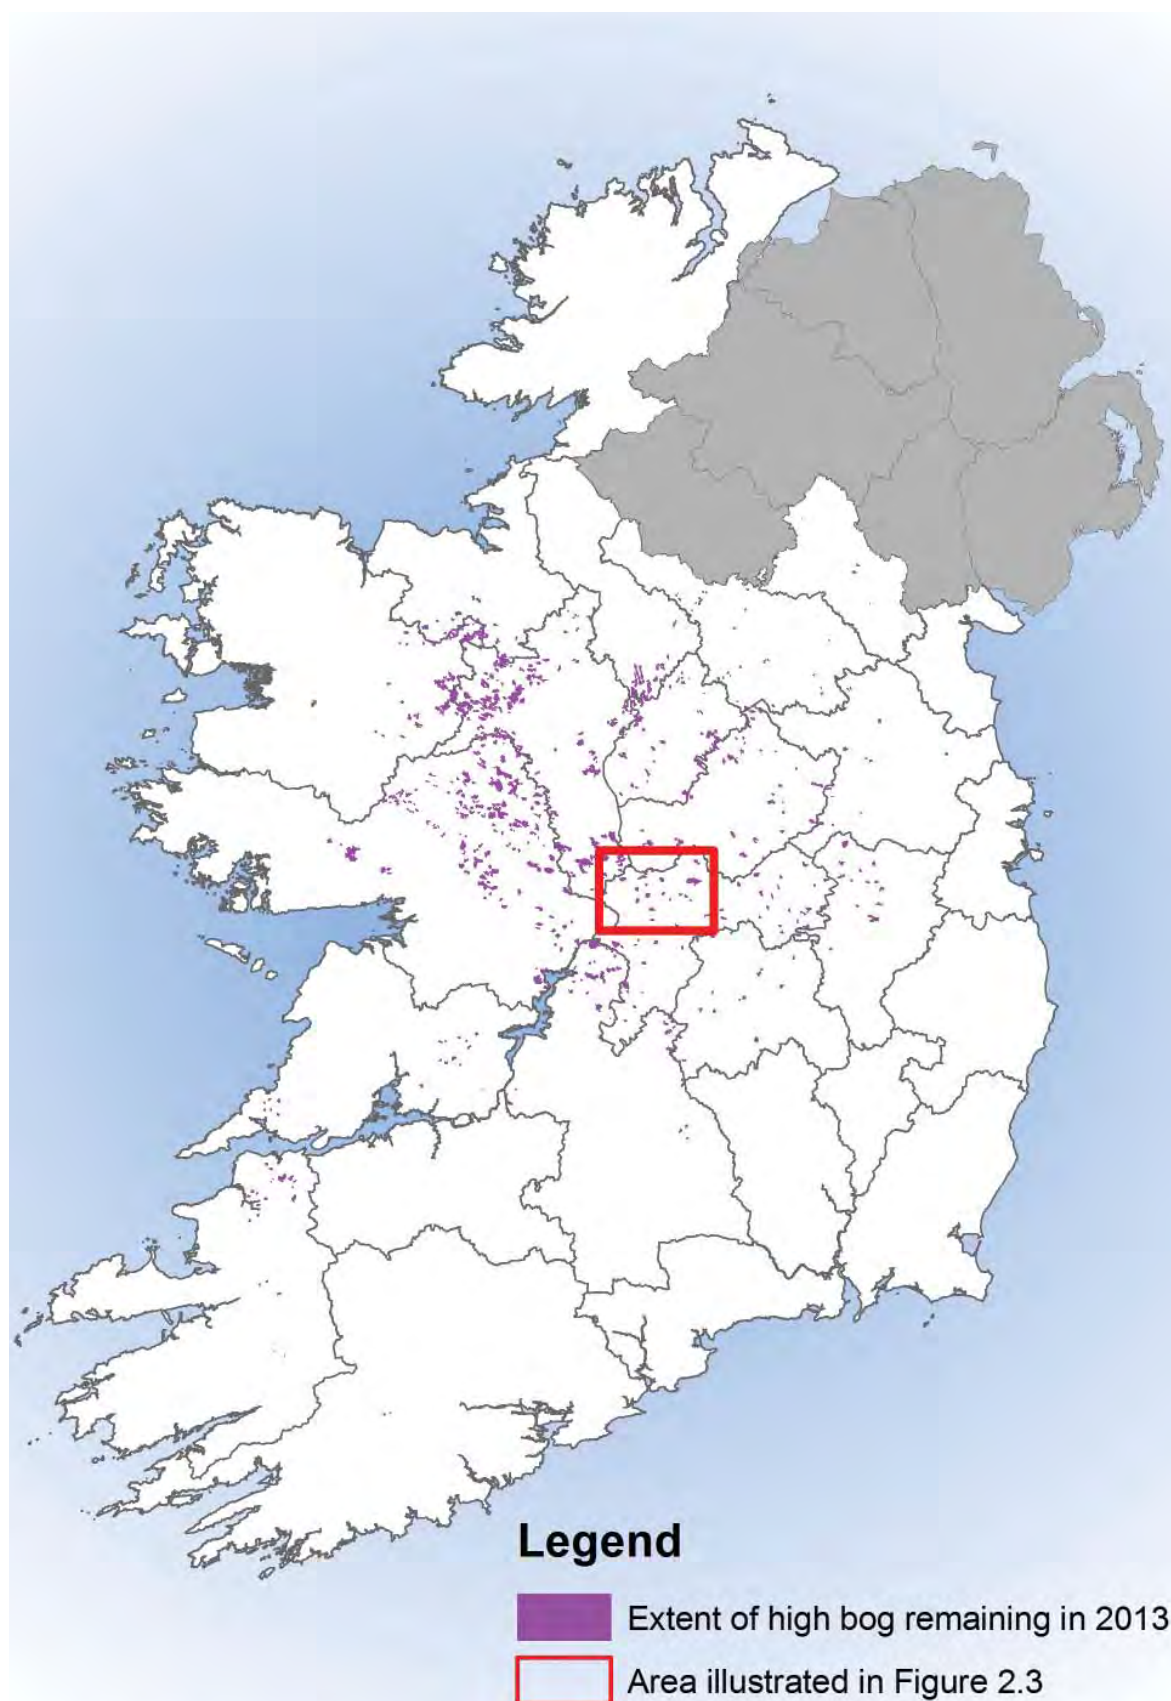 Legend
Extent of high bog remaining in 2013
Area illustrated in Figure 2.3